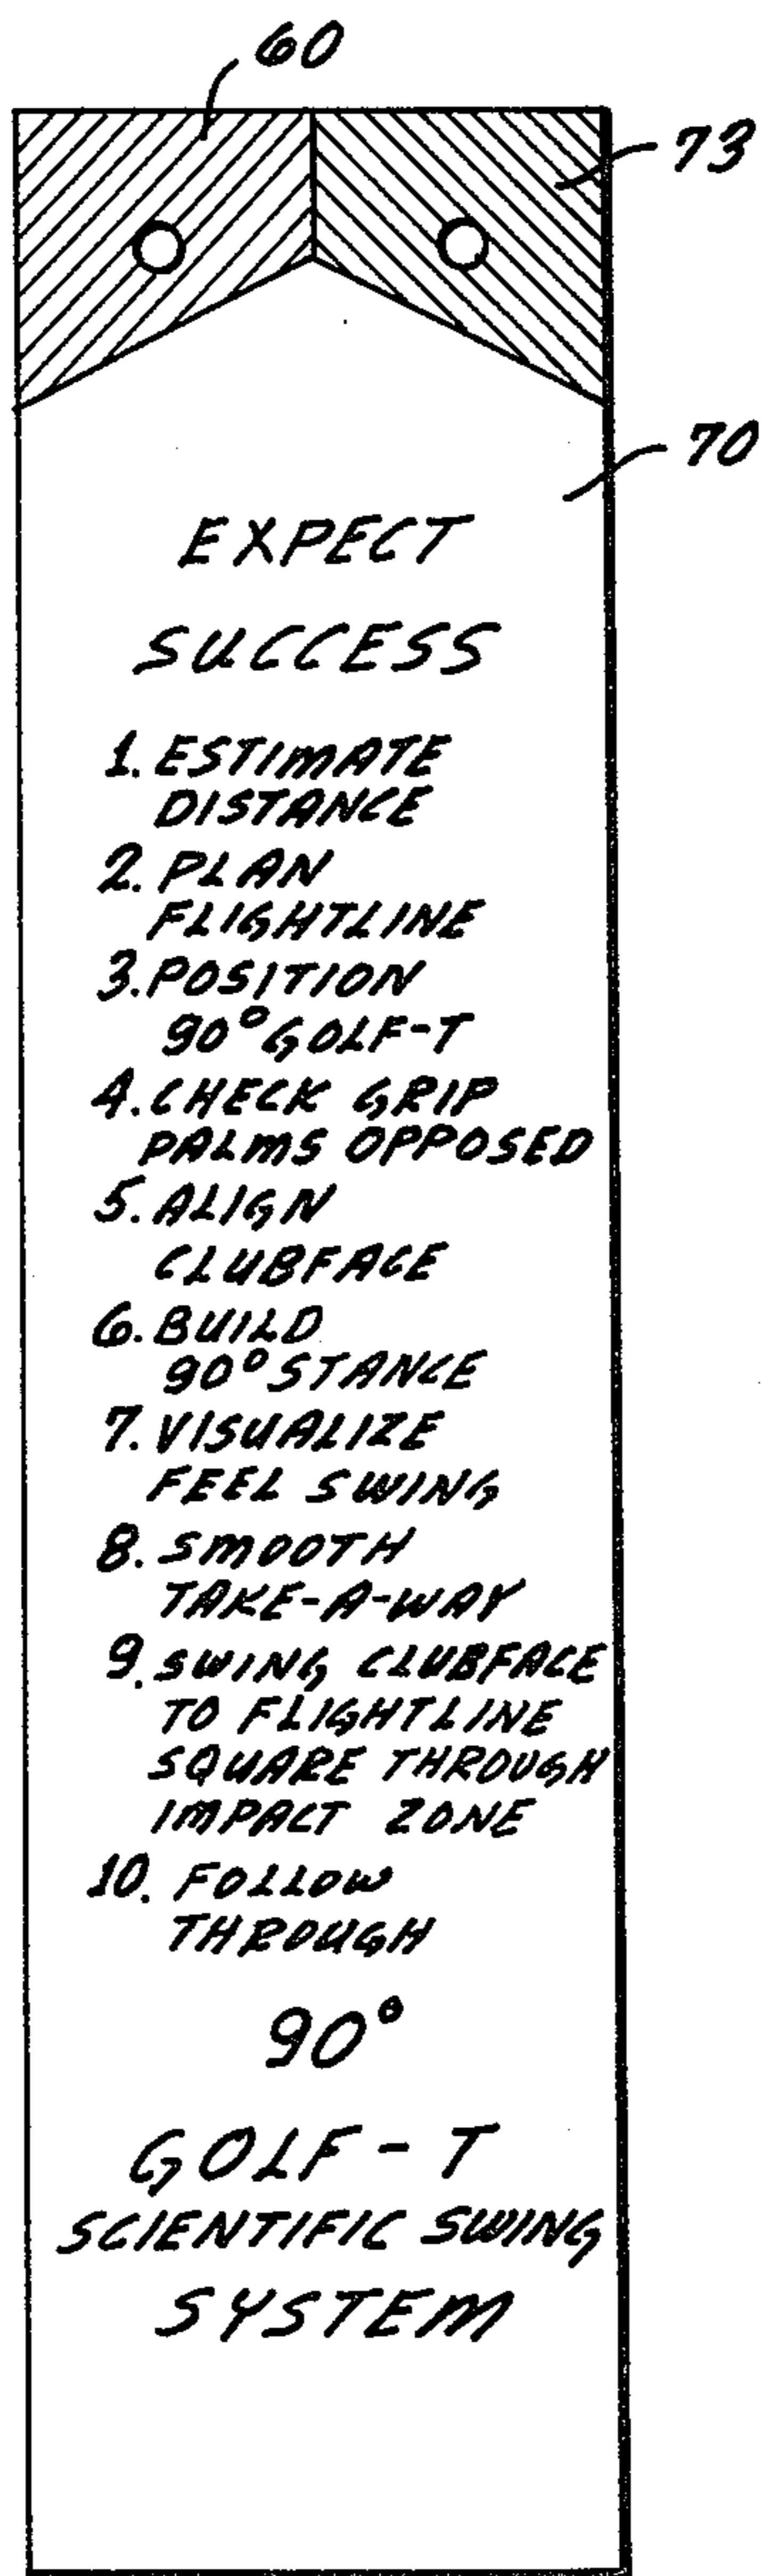 60
73
70
EXPECT
SUCCESS
1. ESTIMATE
DISTANCE
2. PLAN
FLIGHTLINE
3. POSITION
90° GOLF-T
4. CHECK GRIP
PALMS OPPOSED
5. ALIGN
CLUBFACE
6. BUILD
90° STANCE
7. VISUALIZE
FEEL SWING
8. SMOOTH
TAKE-A-WAY
9. SWING CLUBFACE
TO FLIGHTLINE
SQUARE THROUGH
IMPACT ZONE
10. FOLLOW
THROUGH
90°
GOLF-T
SCIENTIFIC SWING
SYSTEM